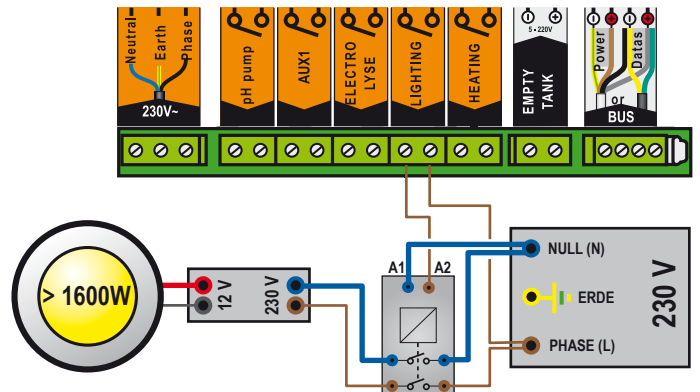 Neutral
Earth
Phase
230V~
pH pump
AUX1
ELECTRO
LYSE
LIGHTING
HEATING
5 - 220V
EMPTY
TANK
Power
Datas
or
BUS
> 1600W
12 V
230 V
A1
A2
NULL (N)
ERDE
PHASE (L)
230 V